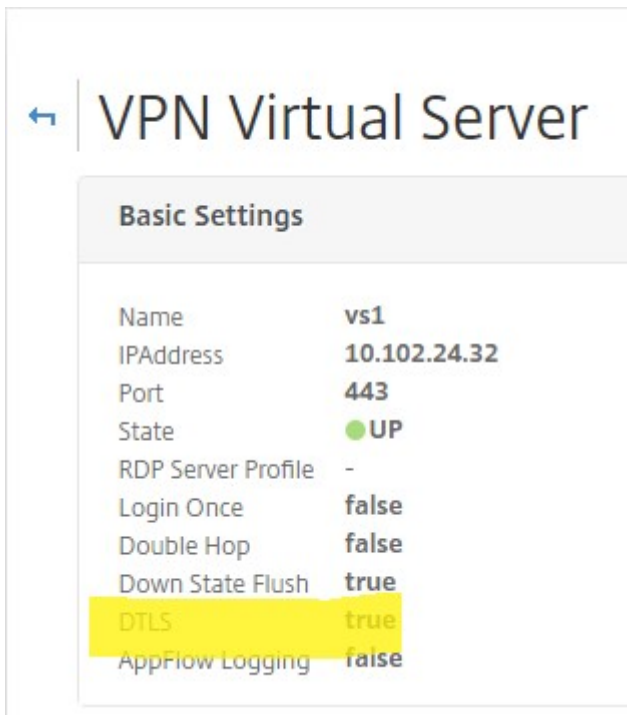 VPN Virtual Server
Basic Settings
Name vs1
IPAddress 10.102.24.32
Port 443
State UP
RDP Server Profile -
Login Once false
Double Hop false
Down State Flush true
DTLS true
AppFlow Logging false